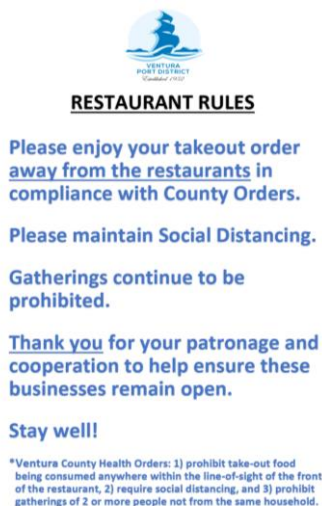 VENTURA
PORT DISTRICT
Established 1952
RESTAURANT RULES
Please enjoy your takeout order
away from the restaurants in
compliance with County Orders.
Please maintain Social Distancing.
Gatherings continue to be
prohibited.
Thank you for your patronage and
cooperation to help ensure these
businesses remain open.
Stay well!
*Ventura County Health Orders: 1) prohibit take-out food
being consumed anywhere within the line-of-sight of the front
of the restaurant, 2) require social distancing, and 3) prohibit
gatherings of 2 or more people not from the same household.